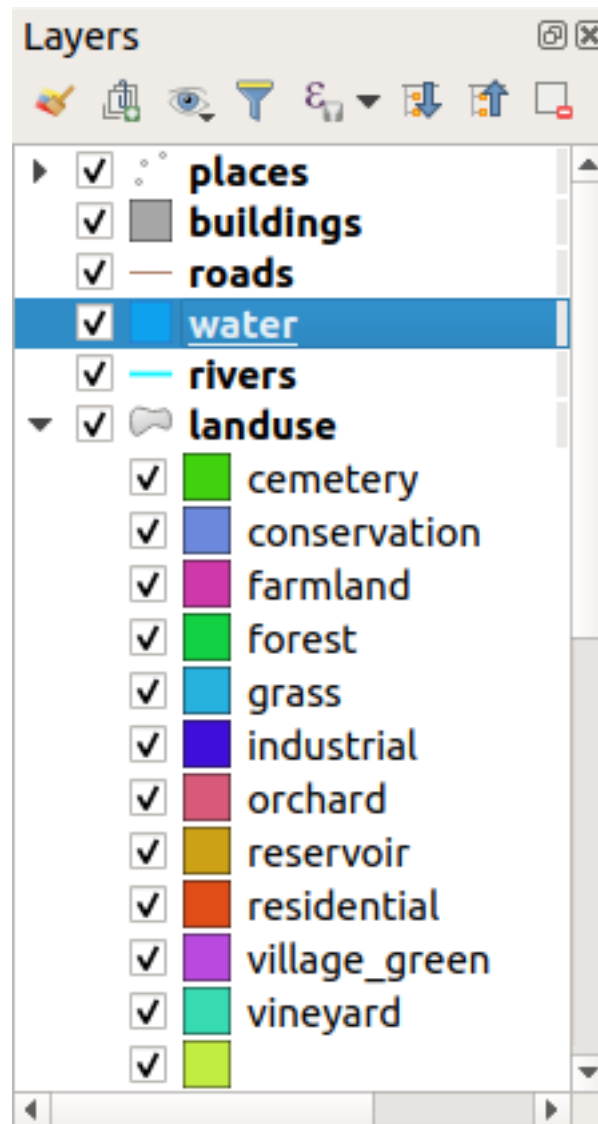 Layers
places
buildings
roads
water
rivers
landuse
cemetery
conservation
farmland
forest
grass
industrial
orchard
reservoir
residential
village_green
vineyard